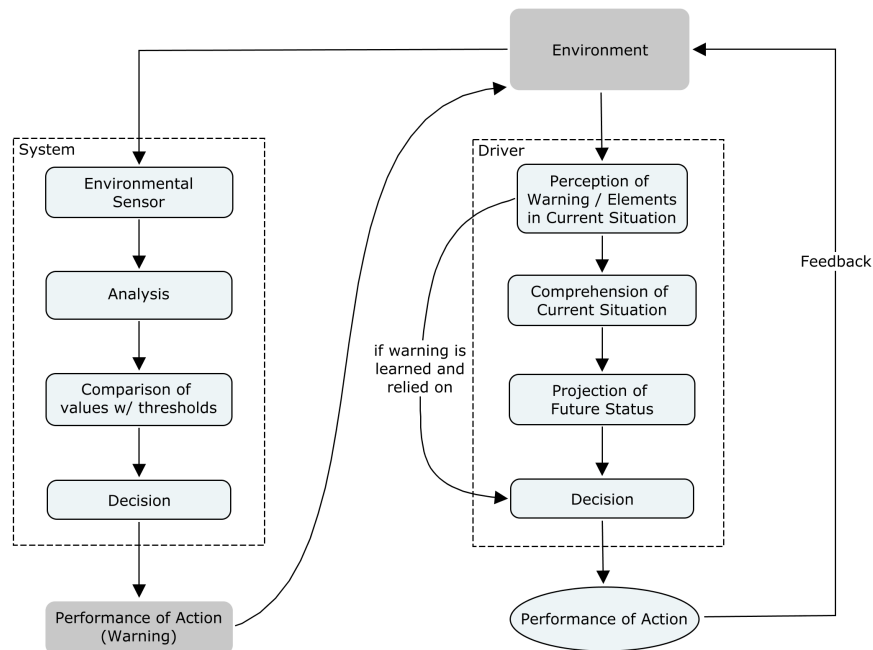 Environment
System
Environmental
Sensor
Analysis
Comparison of
values w/ thresholds
Decision
Performance of Action
(Warning)
Driver
Perception of
Warning / Elements
in Current Situation
Comprehension of
Current Situation
if warning is
learned and
relied on
Projection of
Future Status
Decision
Performance of Action
Feedback